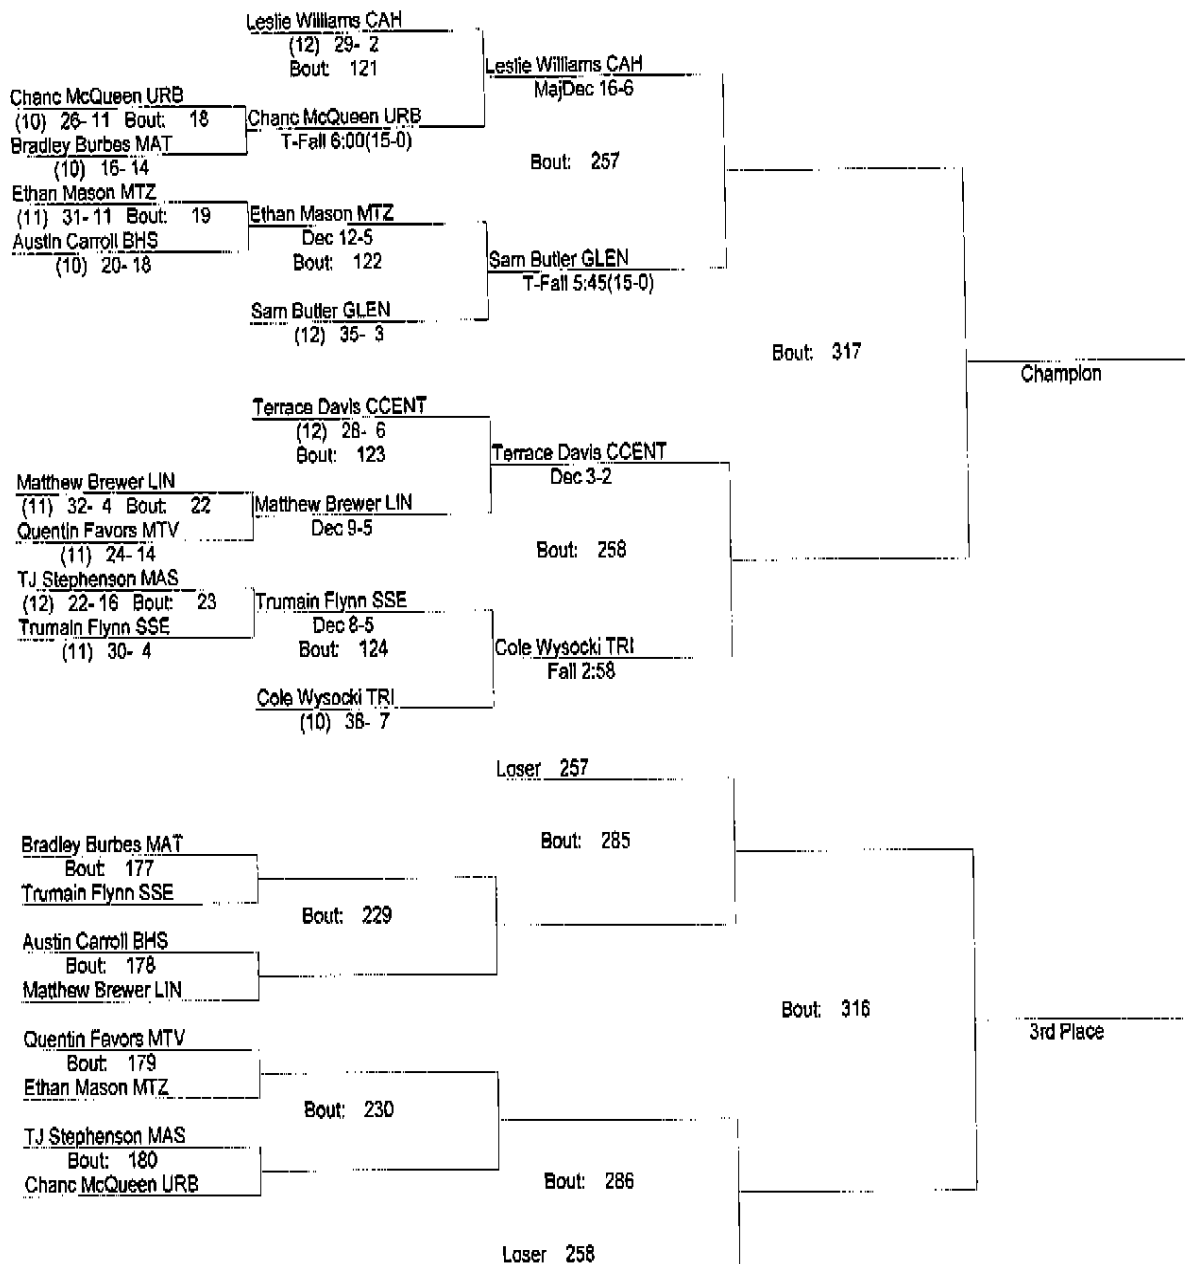 Leslie Williams CAH
(12) 29- 2
Bout: 121
Leslie Williams CAH
MajDec 16-6
Chanc McQueen URB
(10) 26- 11 Bout: 18
Chanc McQueen URB
T-Fall 6:00(15-0)
Bradley Burbes MAT
(10) 16- 14
Bout: 257
Ethan Mason MTZ
(11) 31- 11 Bout: 19
Ethan Mason MTZ
Dec 12-5
Austin Carroll BHS
(10) 20- 18
Bout: 122
Sam Butler GLEN
T-Fall 5:45(15-0)
Sam Butler GLEN
(12) 35- 3
Bout: 317
Champion
Terrace Davis CCENT
(12) 28- 6
Bout: 123
Terrace Davis CCENT
Dec 3-2
Matthew Brewer LIN
(11) 32- 4 Bout: 22
Matthew Brewer LIN
Dec 9-5
Quentin Favors MTV
(11) 24- 14
Bout: 258
TJ Stephenson MAS
(12) 22- 16 Bout: 23
Trumain Flynn SSE
Dec 8-5
Trumain Flynn SSE
(11) 30- 4
Bout: 124
Cole Wysocki TRI
Fall 2:58
Cole Wysocki TRI
(10) 38- 7
Loser 257
Bout: 285
Bradley Burbes MAT
Bout: 177
Trumain Flynn SSE
Bout: 229
Austin Carroll BHS
Bout: 178
Matthew Brewer LIN
Bout: 316
3rd Place
Quentin Favors MTV
Bout: 179
Ethan Mason MTZ
Bout: 230
TJ Stephenson MAS
Bout: 180
Chanc McQueen URB
Bout: 286
Loser 258